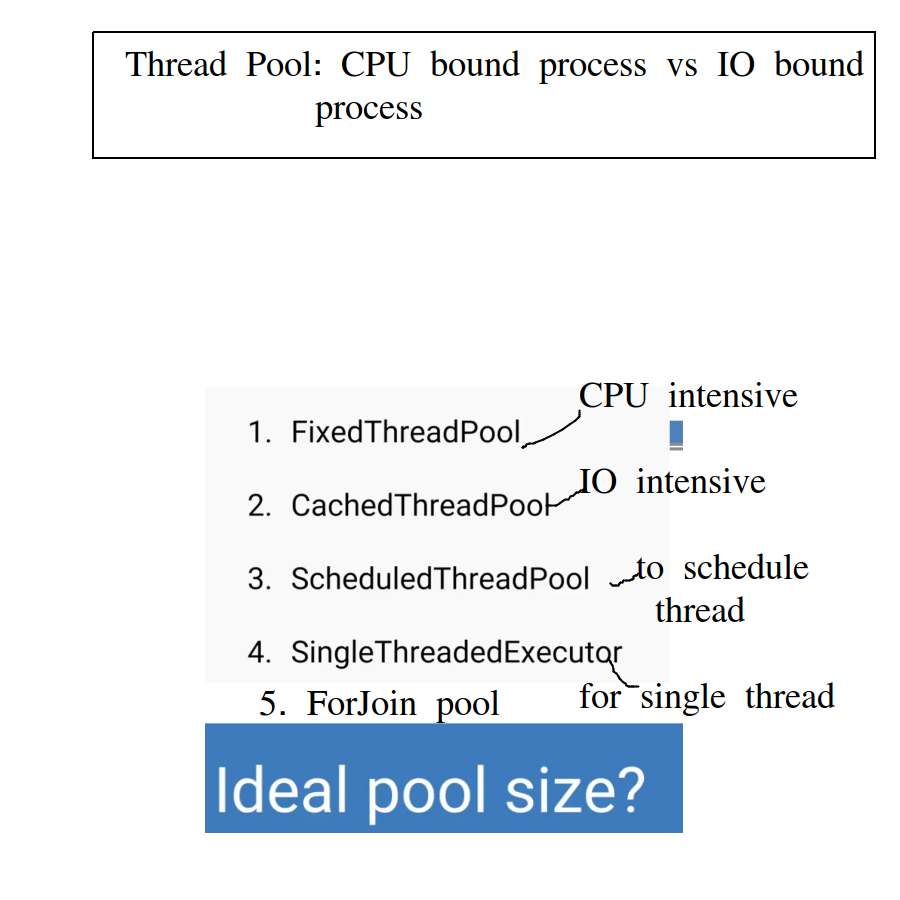 Thread Pool: CPU bound process vs IO bound
process
CPU intensive
1. FixedThreadPool
IO intensive
2. CachedThreadPool
3. ScheduledThreadPool
to schedule
thread
4. SingleThreadedExecutor
for single thread
5. ForJoin pool
Ideal pool size?